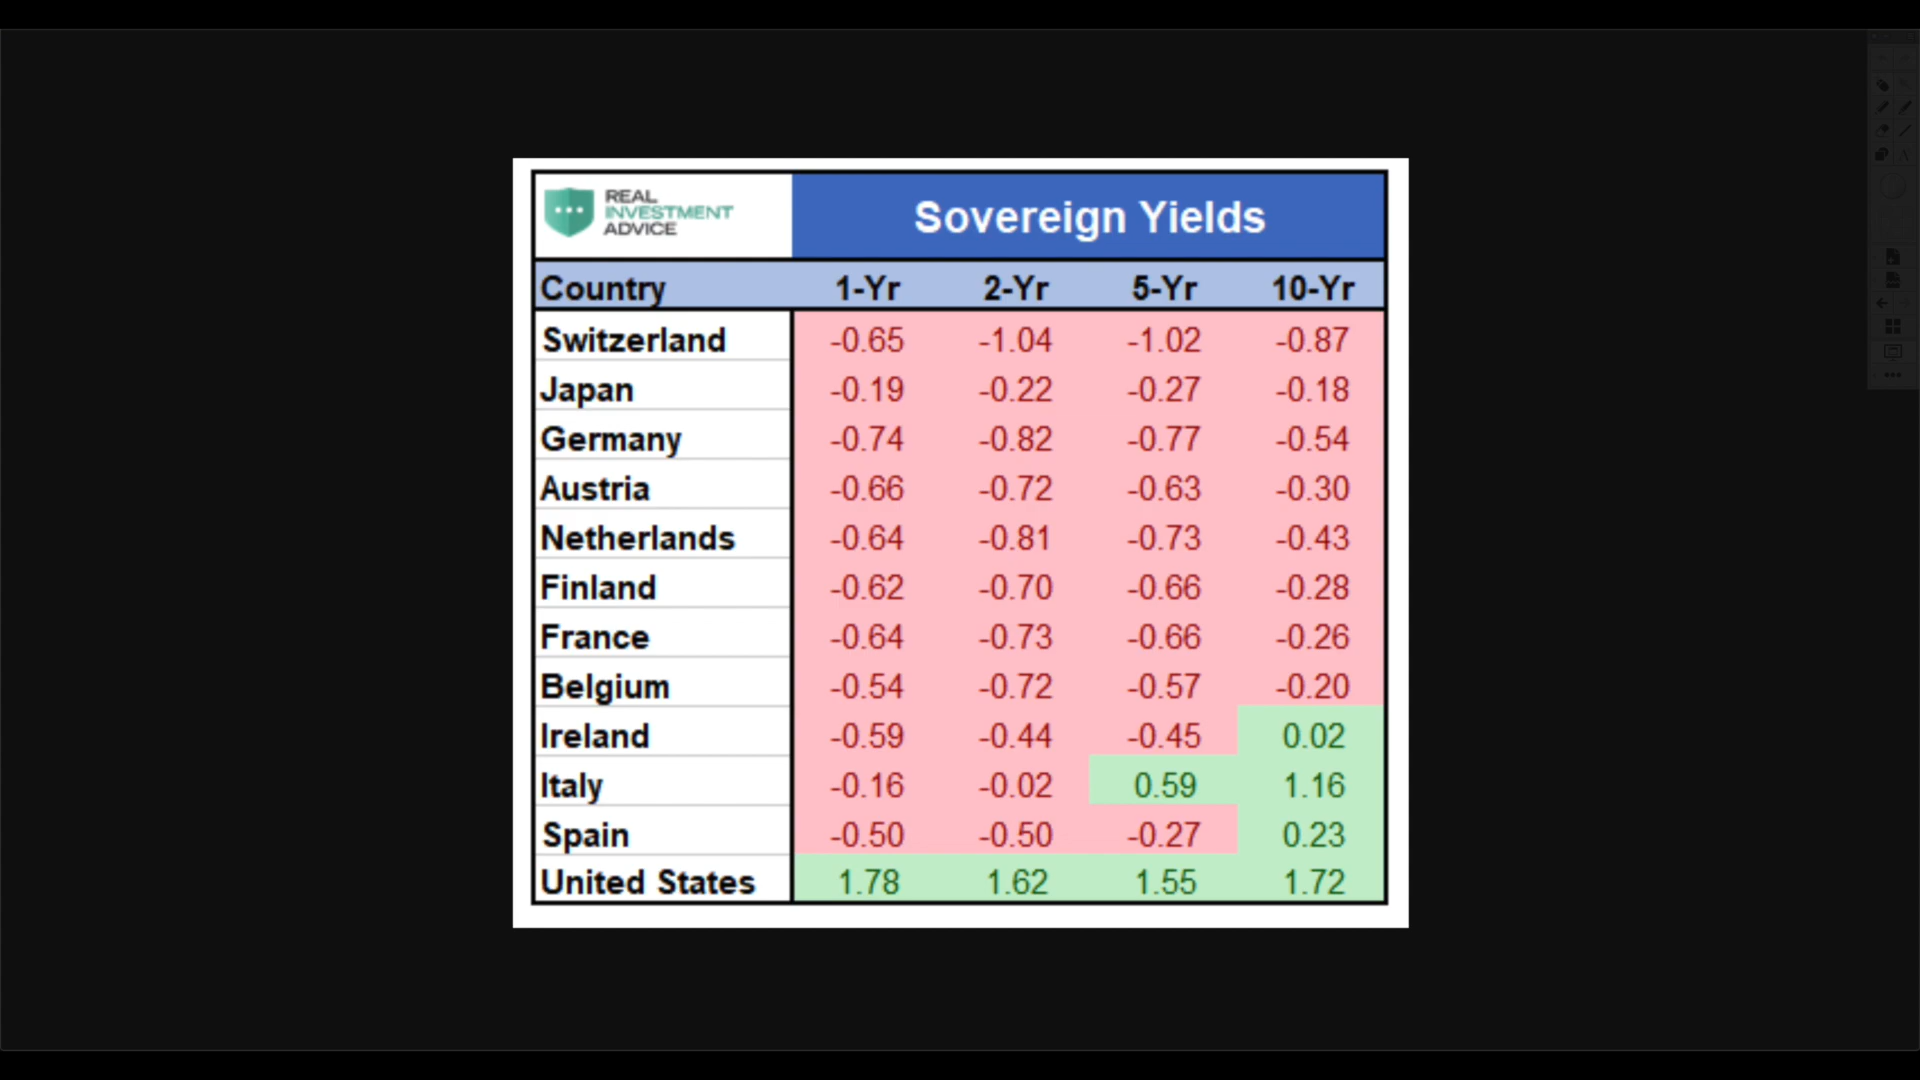 REAL
INVESTMENT
ADVICE
Sovereign Yields
Country 1-Yr 2-Yr 5-Yr 10-Yr
Switzerland -0.65 -1.04 -1.02 -0.87
Japan -0.19 -0.22 -0.27 -0.18
Germany -0.74 -0.82 -0.77 -0.54
Austria -0.66 -0.72 -0.63 -0.30
Netherlands -0.64 -0.81 -0.73 -0.43
Finland -0.62 -0.70 -0.66 -0.28
France -0.64 -0.73 -0.66 -0.26
Belgium -0.54 -0.72 -0.57 -0.20
Ireland -0.59 -0.44 -0.45 0.02
Italy -0.16 -0.02 0.59 1.16
Spain -0.50 -0.50 -0.27 0.23
United States 1.78 1.62 1.55 1.72